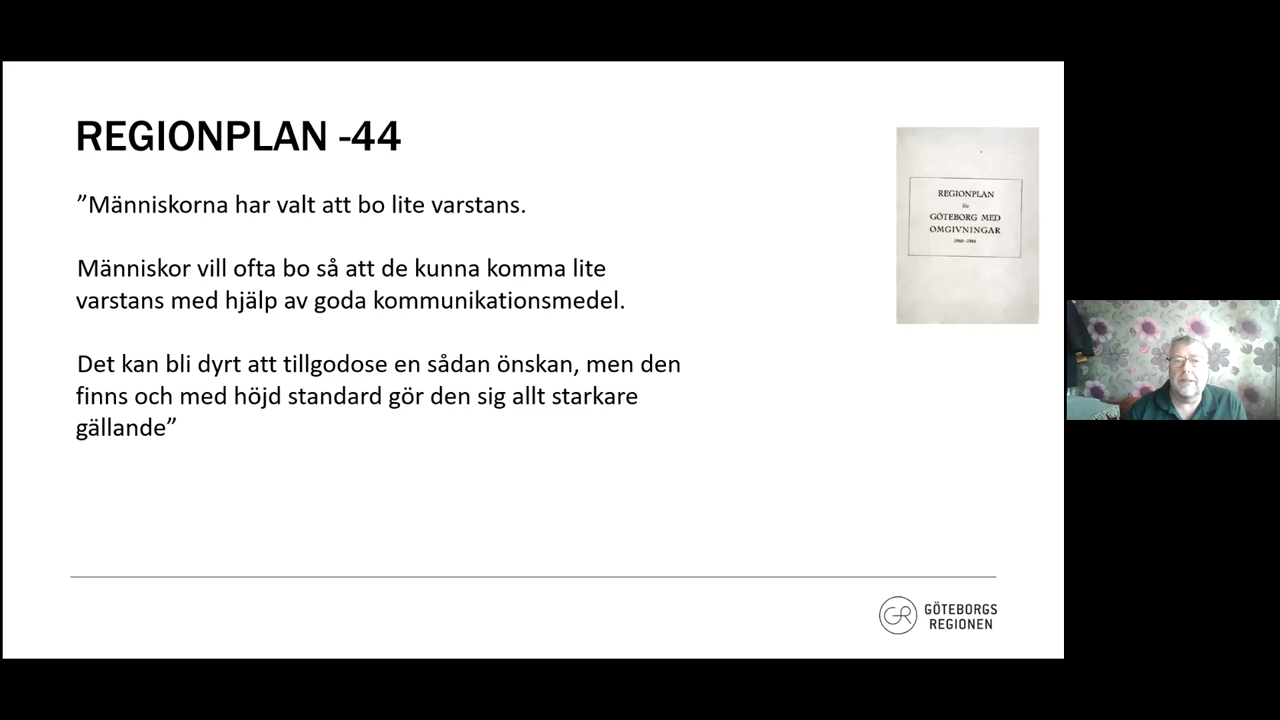 REGIONPLAN -44
”Människorna har valt att bo lite varstans.
Människor vill ofta bo så att de kunna komma lite
varstans med hjälp av goda kommunikationsmedel.
Det kan bli dyrt att tillgodose en sådan önskan, men den
finns och med höjd standard gör den sig allt starkare
gällande”
REGIONPLAN
för
GÖTEBORG MED
OMGIVNINGAR
GR GÖTEBORGS
REGIONEN